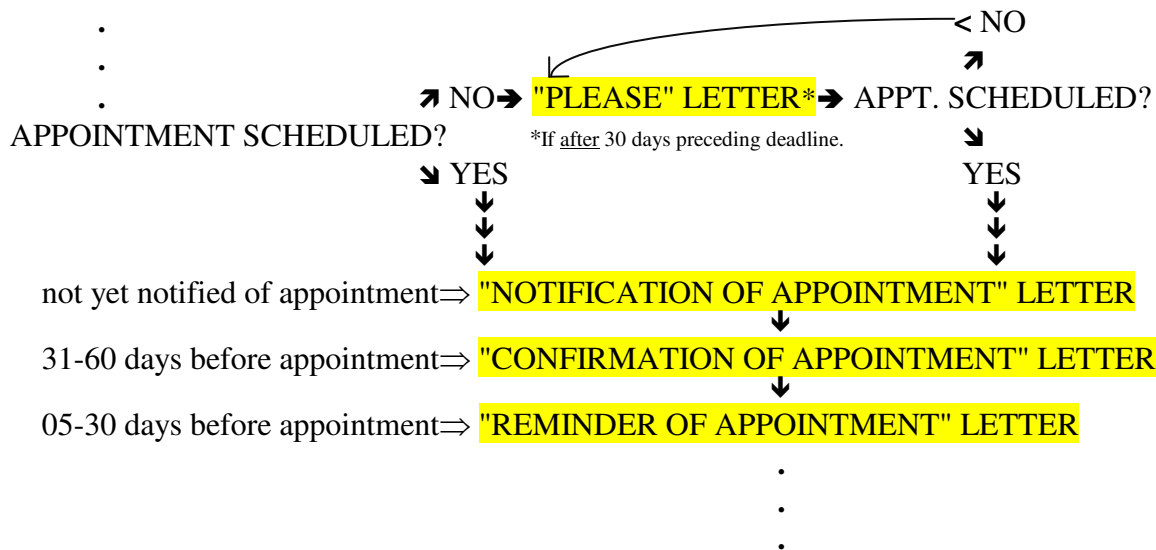 < NO
NO "PLEASE" LETTER* APPT. SCHEDULED?
APPOINTMENT SCHEDULED? *If after 30 days preceding deadline.
YES YES
not yet notified of appointment⇒ "NOTIFICATION OF APPOINTMENT" LETTER
31-60 days before appointment⇒ "CONFIRMATION OF APPOINTMENT" LETTER
05-30 days before appointment⇒ "REMINDER OF APPOINTMENT" LETTER